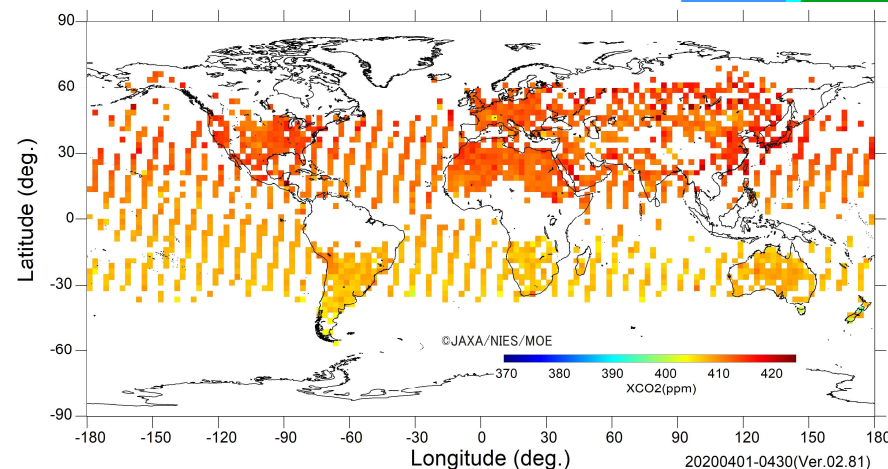 90
60
30
0
-30
-60
-90
Latitude (deg.)
©JAXA/NIES/MOE
370 380 390 400 410 420
XCO2(ppm)
-180 -150 -120 -90 -60 -30 0 30 60 90 120 150 180
Longitude (deg.)
20200401-0430(Ver.02.81)